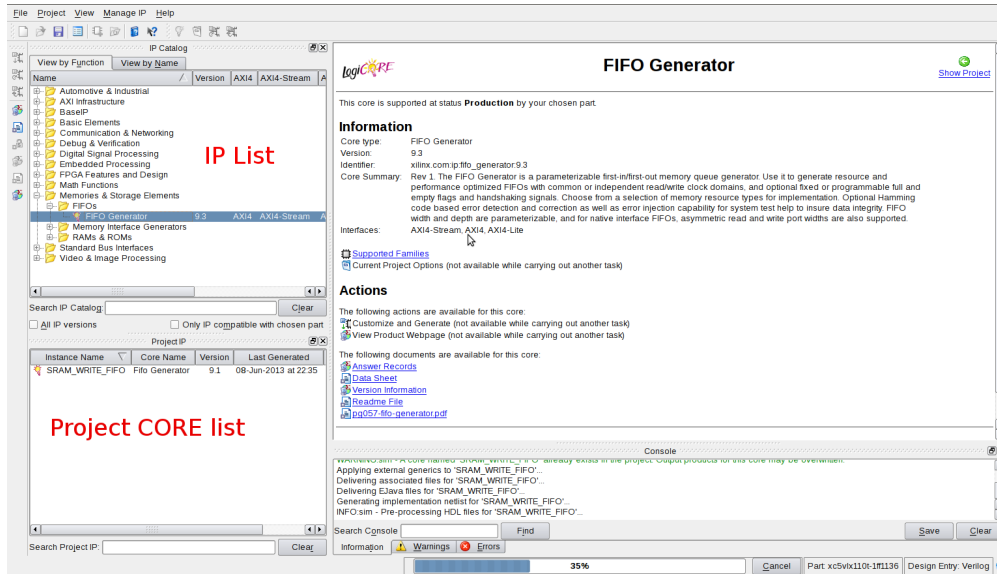 File Project View Manage IP Help
IP Catalog
View by Function View by Name
Name Version AXI4 AXI4-Stream A
Automotive & Industrial
AXI Infrastructure
BaseIP
Basic Elements
Communication & Networking
Debug & Verification
Digital Signal Processing
Embedded Processing
FPGA Features and Design
Math Functions
Memories & Storage Elements
FIFOs
FIFO Generator 9.3 AXI4 AXI4-Stream A
Memory Interface Generators
RAMs & ROMs
Standard Bus Interfaces
Video & Image Processing
IP List
Search IP Catalog: Clear
All IP versions Only IP compatible with chosen part
Project IP
Instance Name Core Name Version Last Generated
SRAM_WRITE_FIFO Fifo Generator 9.1 08-Jun-2013 at 22:35
Project CORE list
Search Project IP: Clear
logiCORE
FIFO Generator
Show Project
This core is supported at status Production by your chosen part.
Information
Core type: FIFO Generator
Version: 9.3
Identifier: xilinx.com:ip:fifo_generator:9.3
Core Summary: Rev 1. The FIFO Generator is a parameterizable first-in/first-out memory queue generator. Use it to generate resource and
performance optimized FIFOs with common or independent read/write clock domains, and optional fixed or programmable full and
empty flags and handshaking signals. Choose from a selection of memory resource types for implementation. Optional Hamming
code based error detection and correction as well as error injection capability for system test help to insure data integrity. FIFO
width and depth are parameterizable, and for native interface FIFOs, asymmetric read and write port widths are also supported.
Interfaces: AXI4-Stream, AXI4, AXI4-Lite
Supported Families
Current Project Options (not available while carrying out another task)
Actions
The following actions are available for this core:
Customize and Generate (not available while carrying out another task)
View Product Webpage (not available while carrying out another task)
The following documents are available for this core:
Answer Records
Data Sheet
Version Information
Readme File
pg057-fifo-generator.pdf
Console
WARNING:sim - A core named 'SRAM_WRITE_FIFO' already exists in the project. Output products for this core may be overwritten.
Applying external generics to 'SRAM_WRITE_FIFO'...
Delivering associated files for 'SRAM_WRITE_FIFO'...
Delivering EJava files for 'SRAM_WRITE_FIFO'...
Generating implementation netlist for 'SRAM_WRITE_FIFO'...
INFO:sim - Pre-processing HDL files for 'SRAM_WRITE_FIFO'...
Search Console Find Save Clear
Information Warnings Errors
35% Cancel Part: xc5vlx110t-1ff1136 Design Entry: Verilog